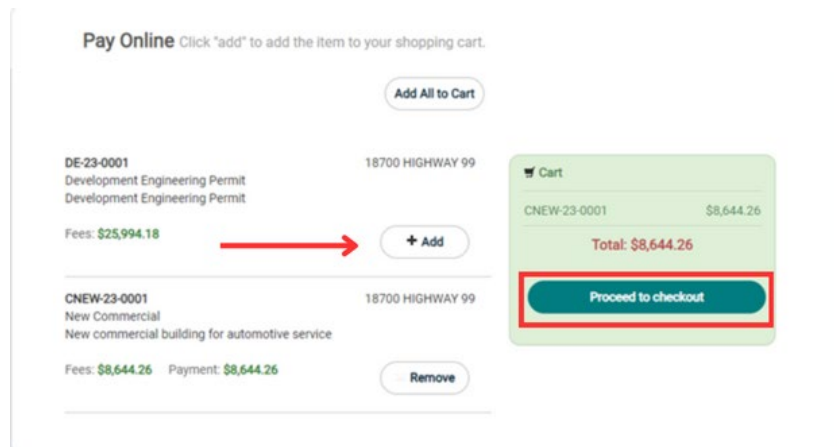 Pay Online Click "add" to add the item to your shopping cart.
Add All to Cart
DE-23-0001 18700 HIGHWAY 99
Development Engineering Permit
Development Engineering Permit
Fees: $25,994.18
+ Add
CNEW-23-0001 18700 HIGHWAY 99
New Commercial
New commercial building for automotive service
Fees: $8,644.26 Payment: $8,644.26
Remove
Cart
CNEW-23-0001 $8,644.26
Total: $8,644.26
Proceed to checkout